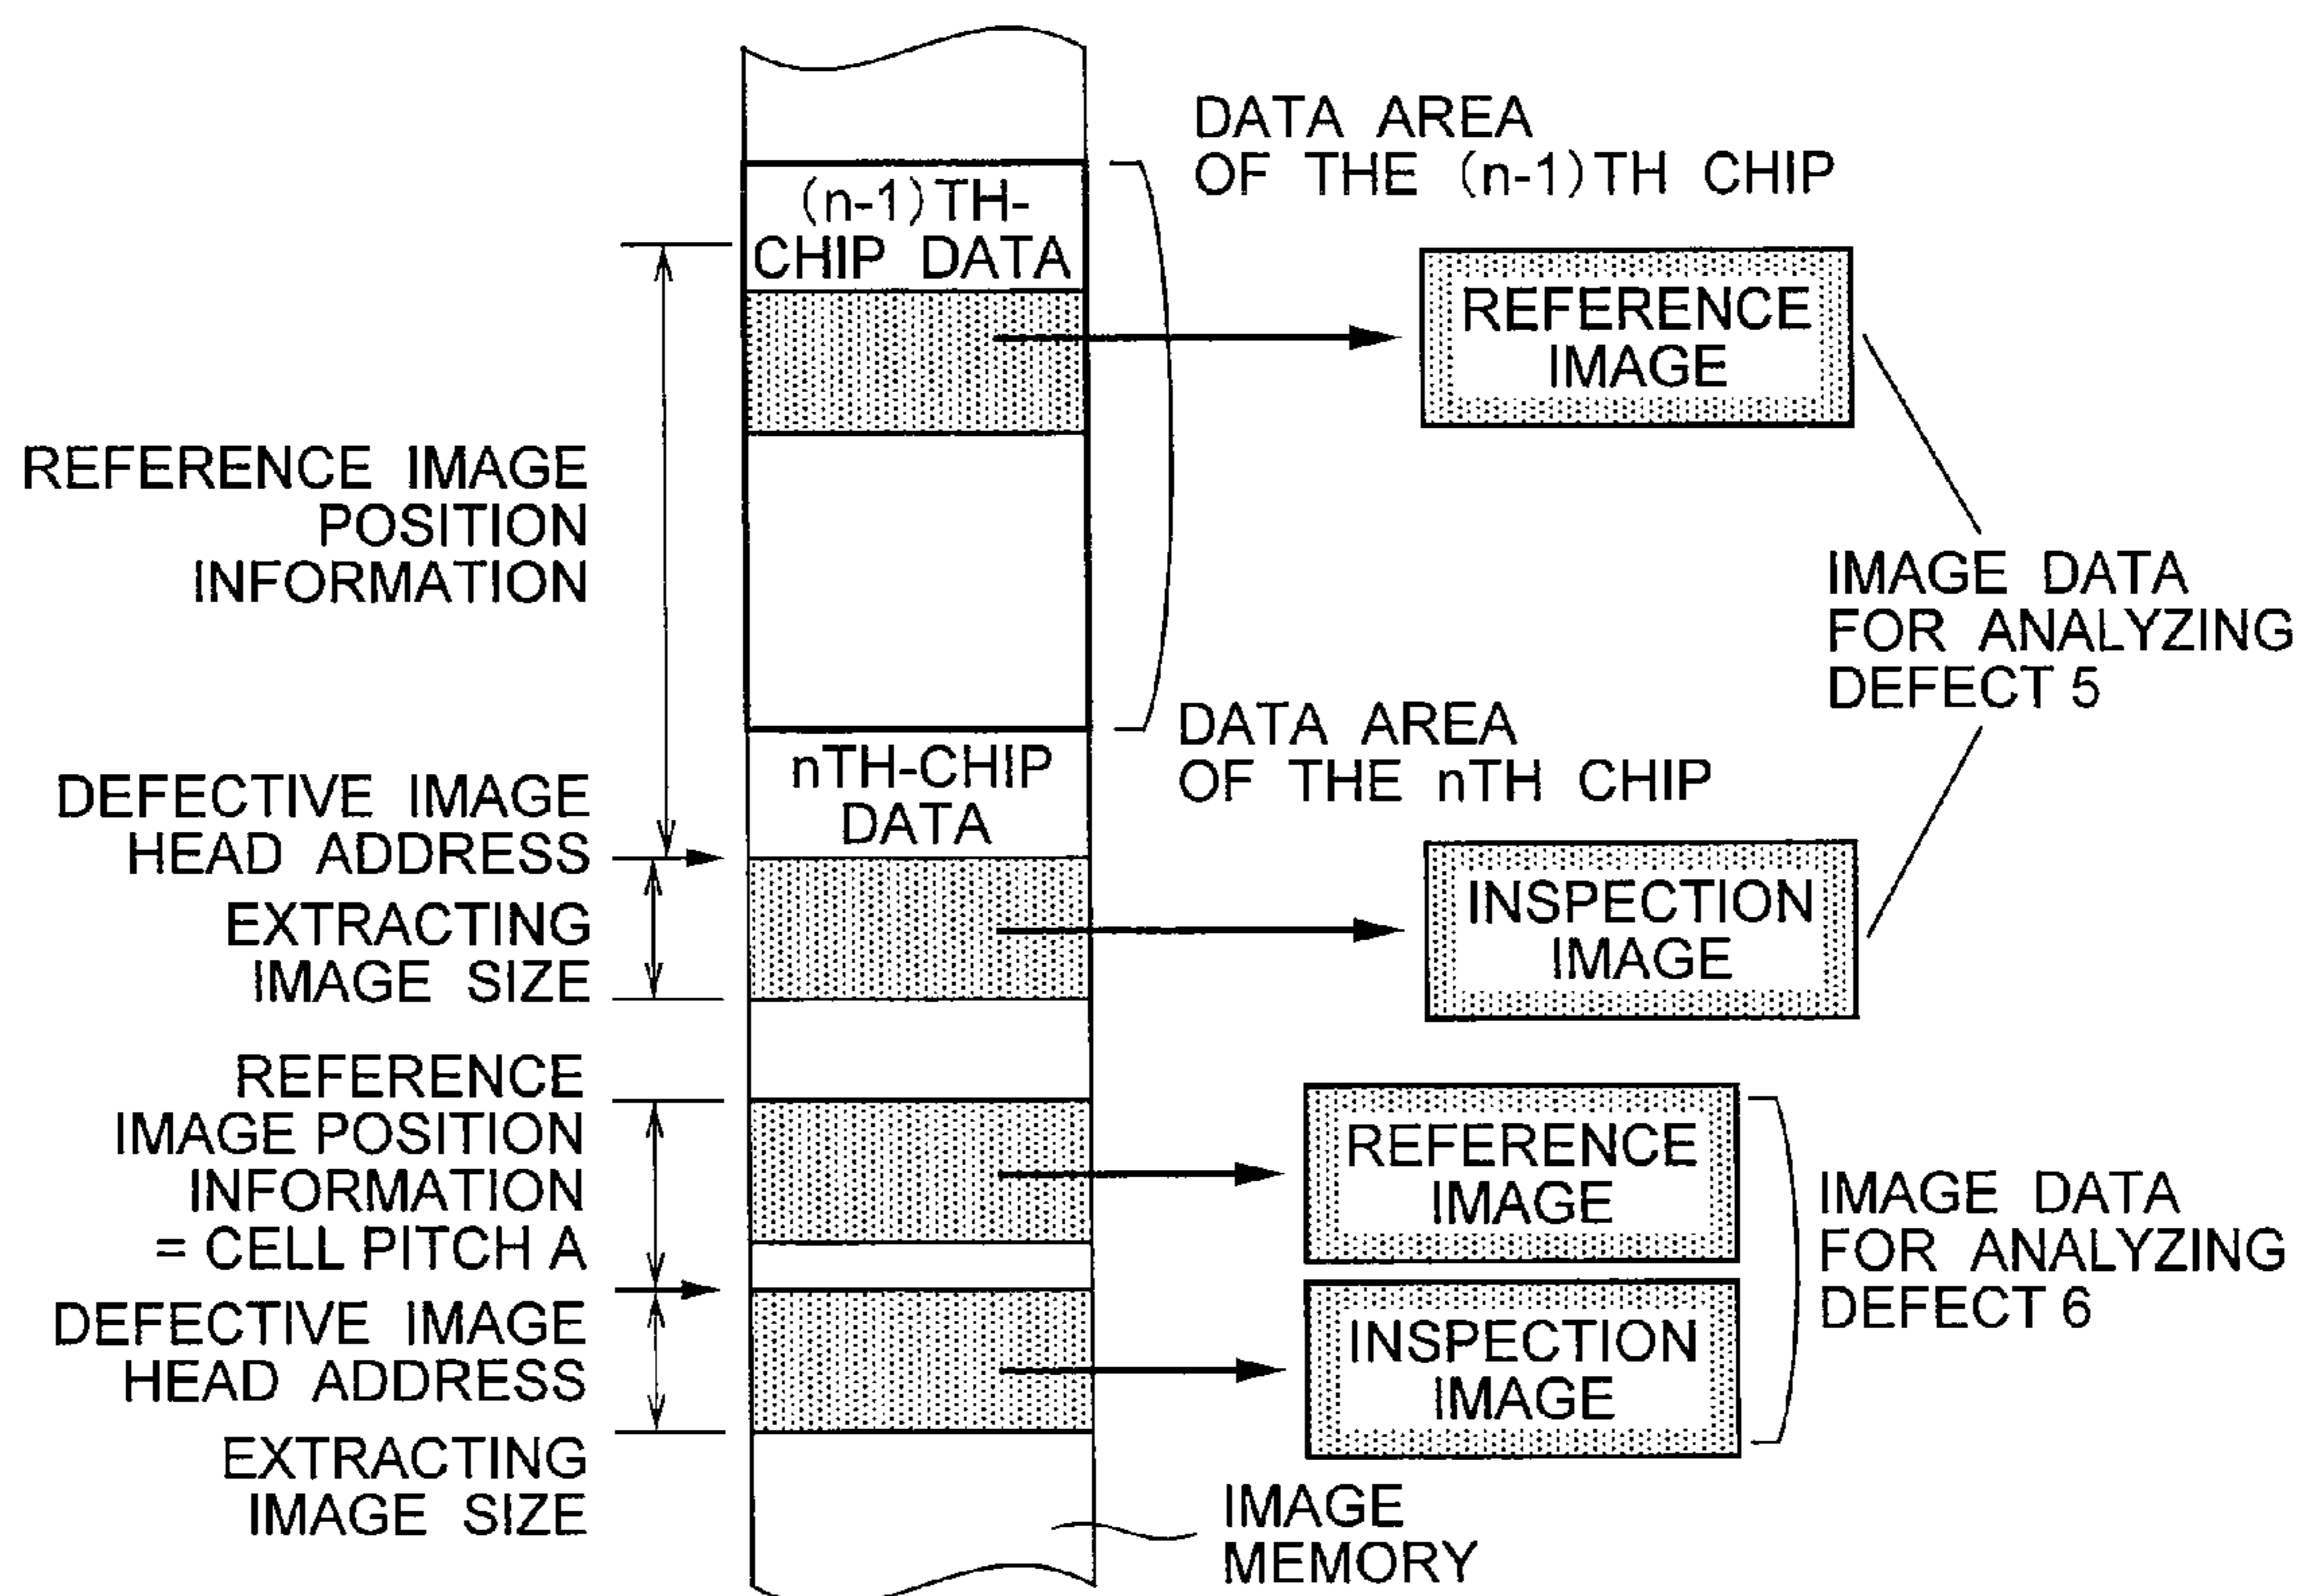 DATA AREA
OF THE (n-1)TH CHIP
(n-1)TH-
CHIP DATA
REFERENCE
IMAGE
REFERENCE IMAGE
POSITION
INFORMATION
IMAGE DATA
FOR ANALYZING
DEFECT 5
DATA AREA
OF THE nTH CHIP
nTH-CHIP
DATA
DEFECTIVE IMAGE
HEAD ADDRESS
EXTRACTING
IMAGE SIZE
INSPECTION
IMAGE
REFERENCE
IMAGE POSITION
INFORMATION
= CELL PITCH A
REFERENCE
IMAGE
IMAGE DATA
FOR ANALYZING
DEFECT 6
DEFECTIVE IMAGE
HEAD ADDRESS
INSPECTION
IMAGE
EXTRACTING
IMAGE SIZE
IMAGE
MEMORY